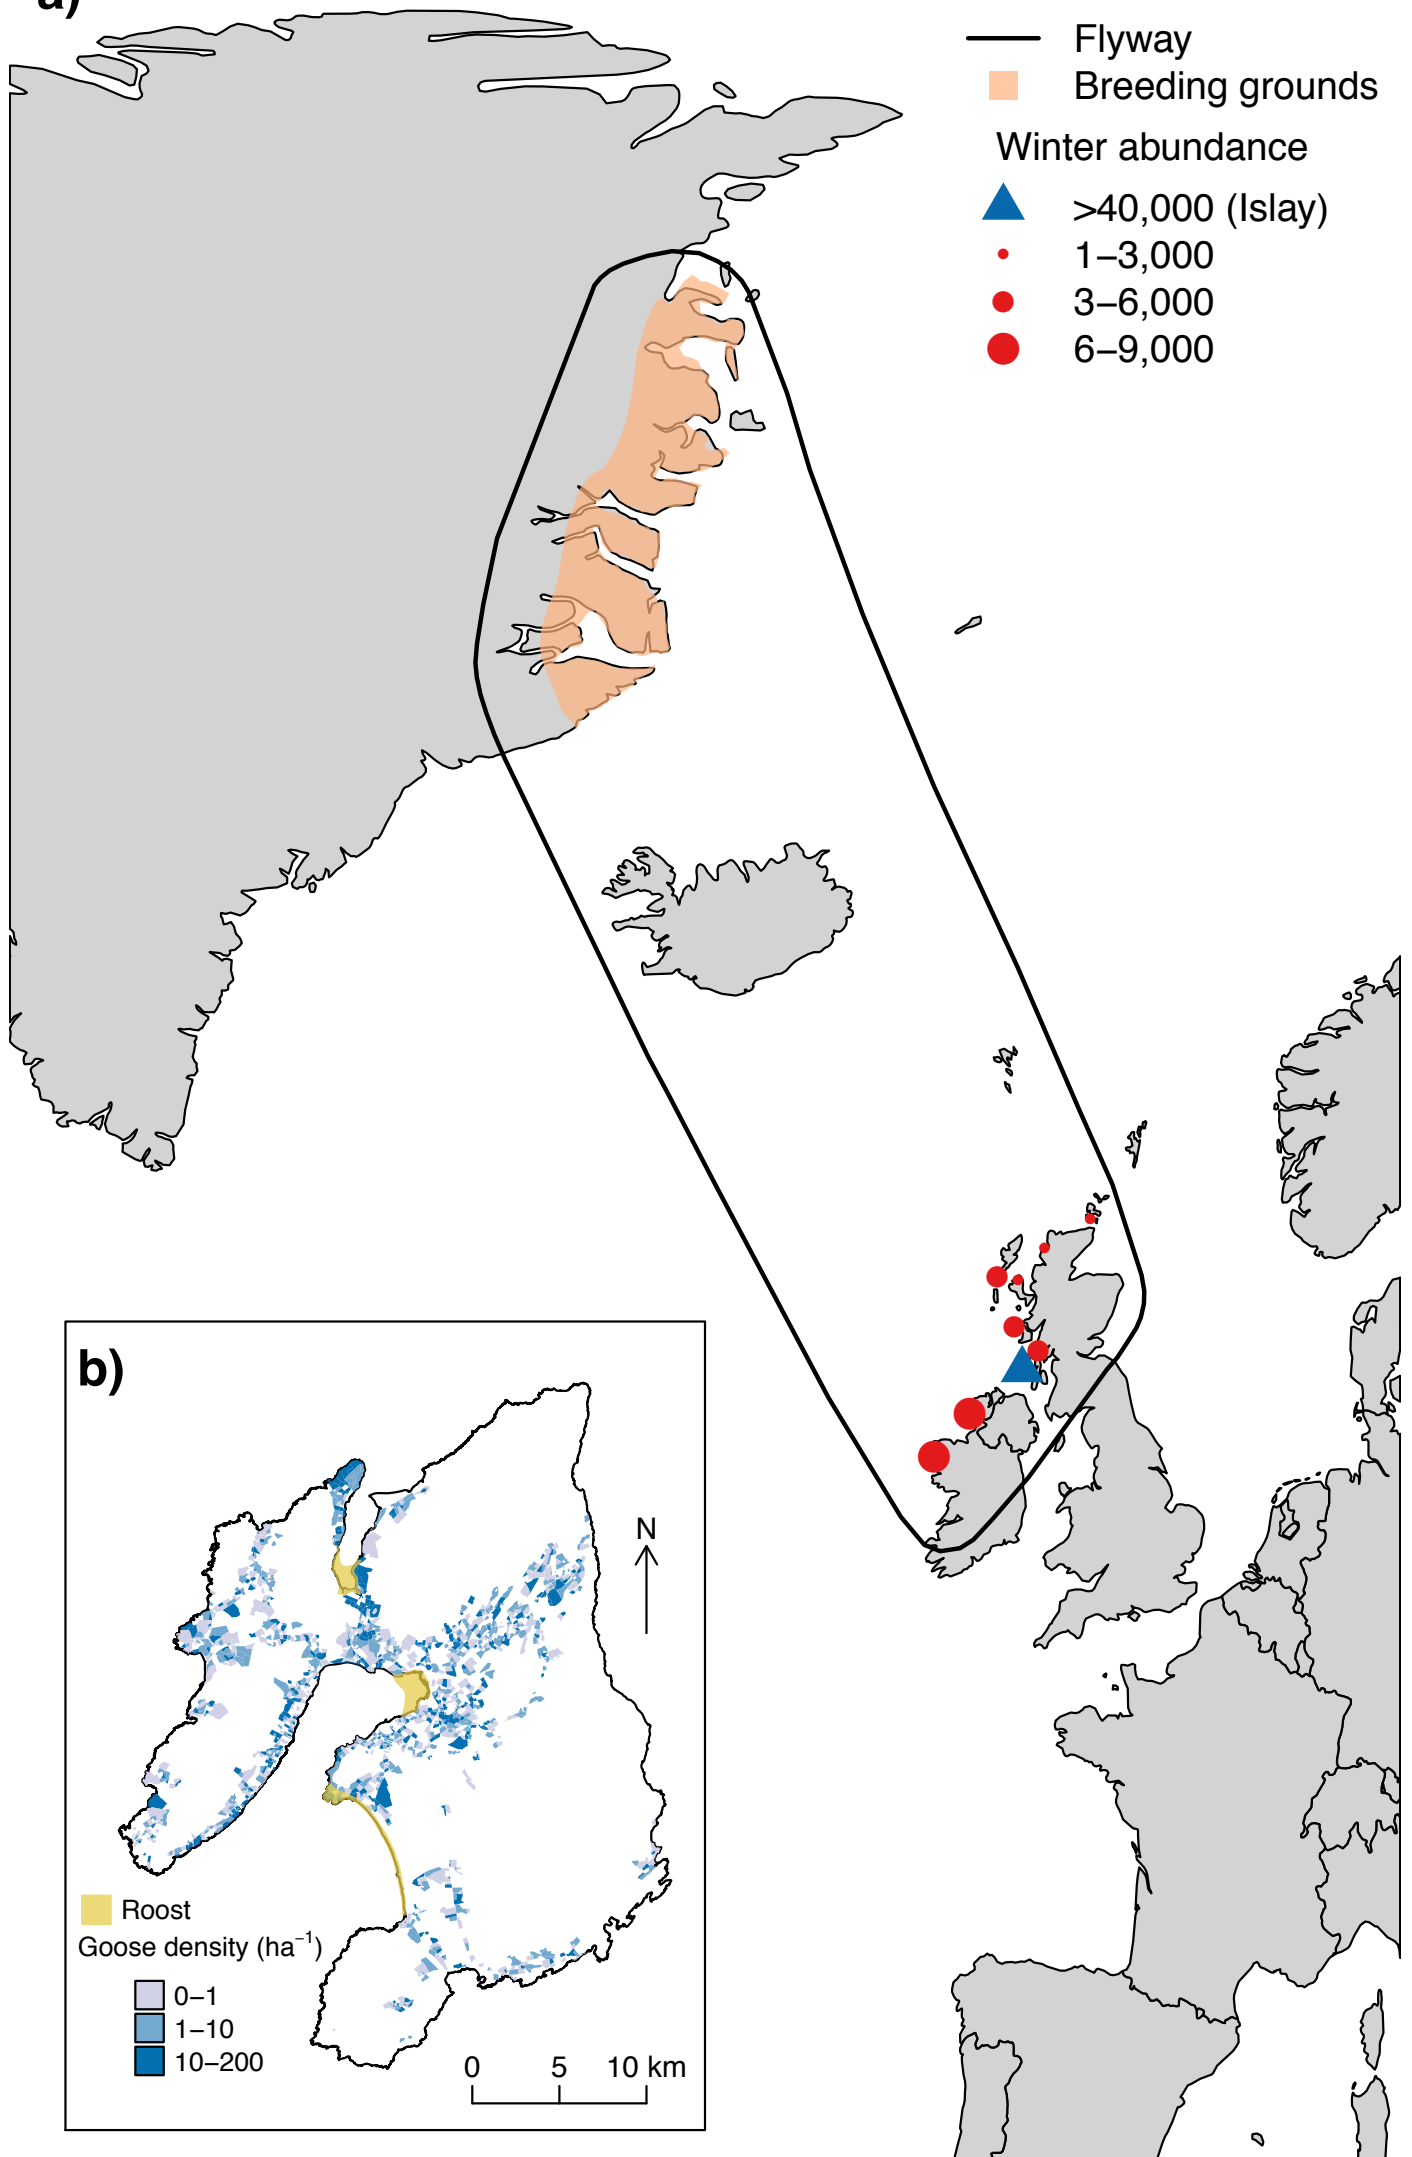 a)
Flyway
Breeding grounds
Winter abundance
>40,000 (Islay)
1–3,000
3–6,000
6–9,000
b)
N
Roost
Goose density (ha⁻¹)
0–1
1–10
10–200
0 5 10 km